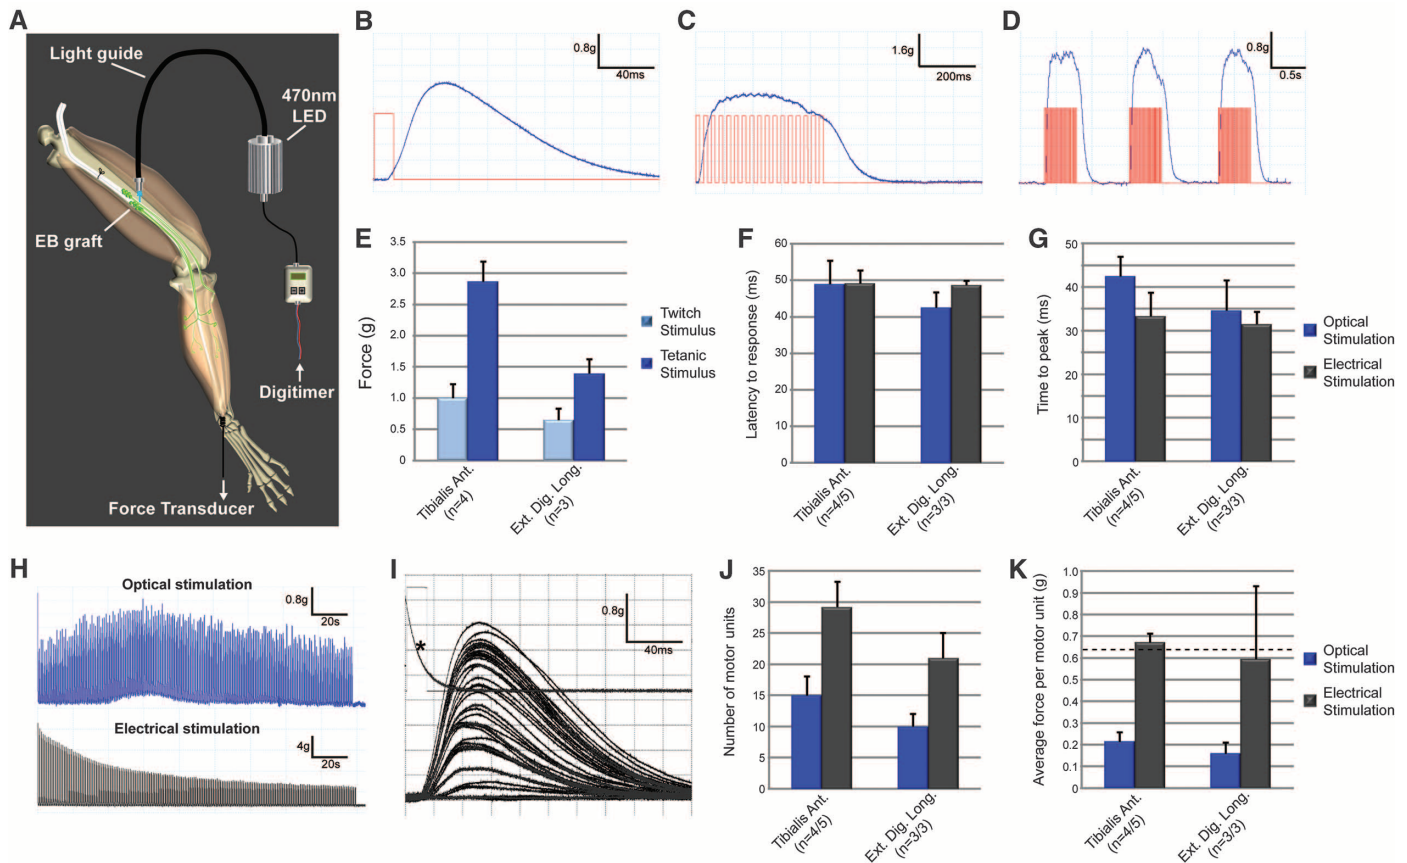 A
Light guide
470nm
LED
EB graft
Digitimer
Force Transducer
B
0.8g
40ms
C
1.6g
200ms
D
0.8g
0.5s
E
Force (g)
3.5
3.0
2.5
2.0
1.5
1.0
0.5
0
Tibialis Ant.
(n=4)
Ext. Dig. Long.
(n=3)
Twitch
Stimulus
Tetanic
Stimulus
F
Latency to response (ms)
60
50
40
30
50
20
10
0
Tibialis Ant.
(n=4/5)
Ext. Dig. Long.
(n=3/3)
G
Time to peak (ms)
50
40
30
20
30
10
0
Tibialis Ant.
(n=4/5)
Ext. Dig. Long.
(n=3/3)
Optical
Stimulation
Electrical
Stimulation
H
Optical stimulation
0.8g
20s
Electrical stimulation
4g
20s
I
*
0.8g
40ms
J
Number of motor units
35
30
25
20
15
10
5
0
Tibialis Ant.
(n=4/5)
Ext. Dig. Long.
(n=3/3)
K
Average force per motor unit (g)
1.0
0.9
0.8
0.7
0.6
0.5
0.4
0.3
0.2
0.1
0
Tibialis Ant.
(n=4/5)
Ext. Dig. Long.
(n=3/3)
Optical
Stimulation
Electrical
Stimulation